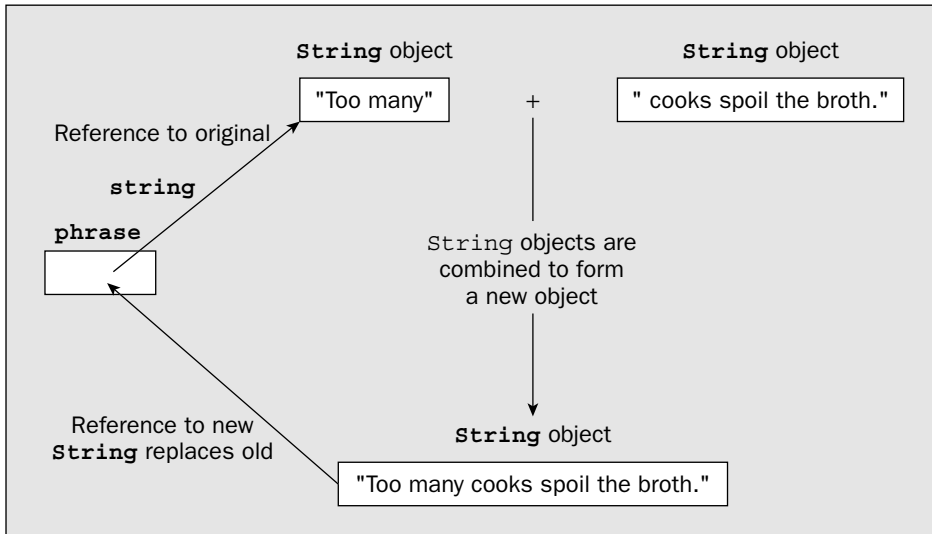 String object
String object
"Too many"
+
" cooks spoil the broth."
Reference to original
string
phrase
String objects are
combined to form
a new object
Reference to new
String replaces old
String object
"Too many cooks spoil the broth."